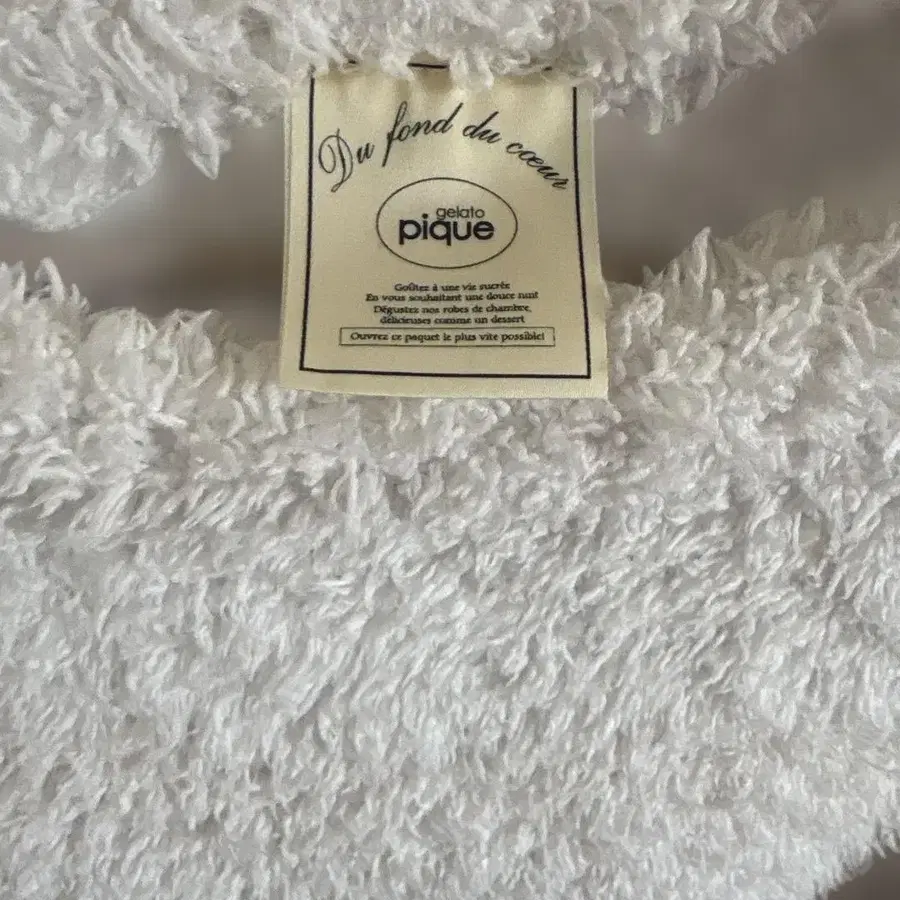 Du fond du cœur
gelato
pique
Goûtez à une vie sucrée
En vous souhaitant une douce nuit
Dégustez nos robes de chambre,
délicieuses comme un dessert
Ouvrez ce paquet le plus vite possible!